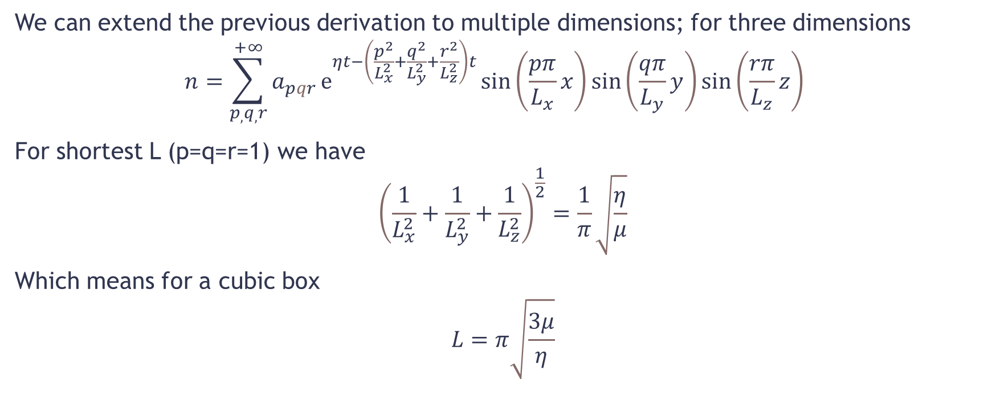 We can extend the previous derivation to multiple dimensions; for three dimensions
n = \sum_{p,q,r}^{+\infty} a_{pqr} e^{\eta t-\left(\frac{p^2}{L_x^2}+\frac{q^2}{L_y^2}+\frac{r^2}{L_z^2}\right)t} \sin\left(\frac{p\pi}{L_x}x\right) \sin\left(\frac{q\pi}{L_y}y\right) \sin\left(\frac{r\pi}{L_z}z\right)
For shortest L (p=q=r=1) we have
\left(\frac{1}{L_x^2}+\frac{1}{L_y^2}+\frac{1}{L_z^2}\right)^{\frac{1}{2}} = \frac{1}{\pi}\sqrt{\frac{\eta}{\mu}}
Which means for a cubic box
L = \pi\sqrt{\frac{3\mu}{\eta}}